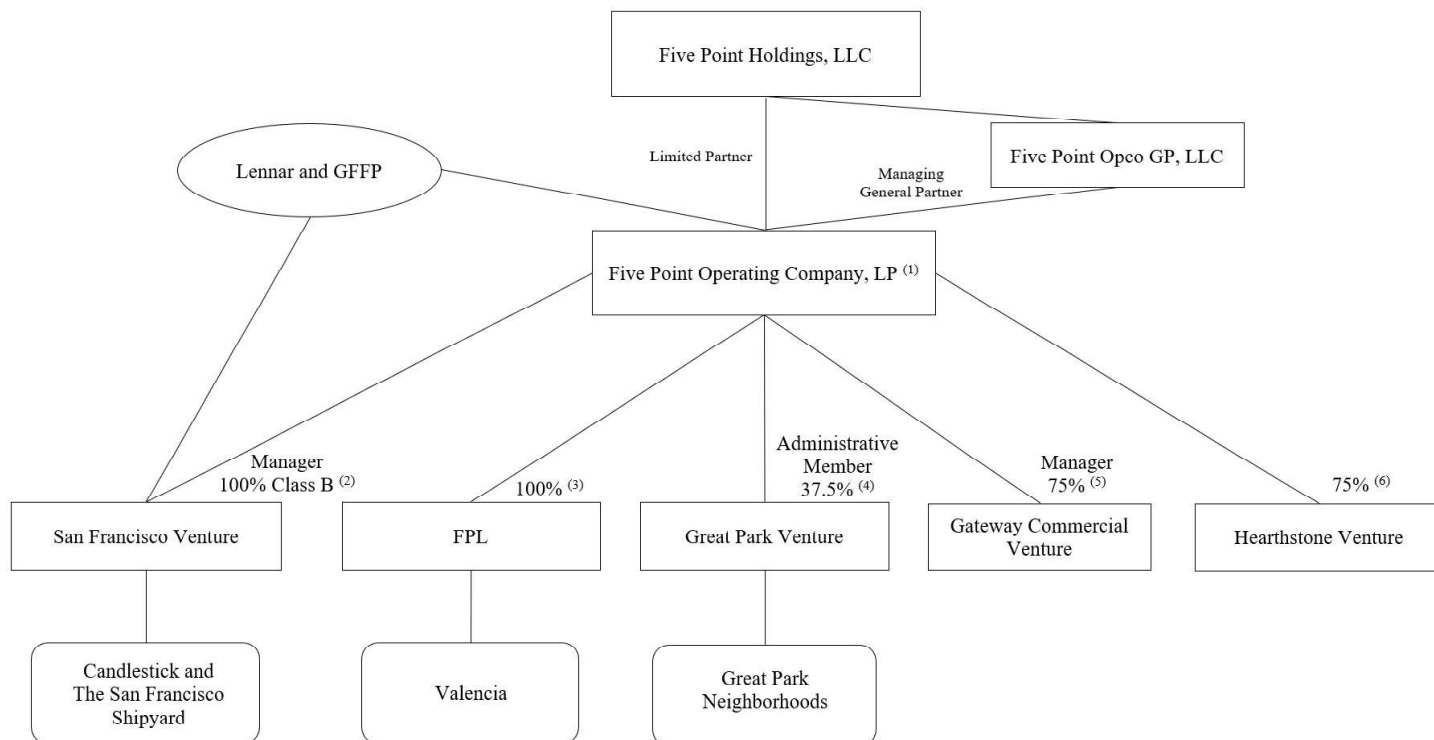 Five Point Holdings, LLC
Lennar and GFFP
Limited Partner
Five Point Opco GP, LLC
Managing
General Partner
Five Point Operating Company, LP (1)
Manager
100% Class B (2)
100% (3)
Administrative
Member
37.5% (4)
Manager
75% (5)
75% (6)
San Francisco Venture
FPL
Great Park Venture
Gateway Commercial
Venture
Hearthstone Venture
Candlestick and
The San Francisco
Shipyard
Valencia
Great Park
Neighborhoods